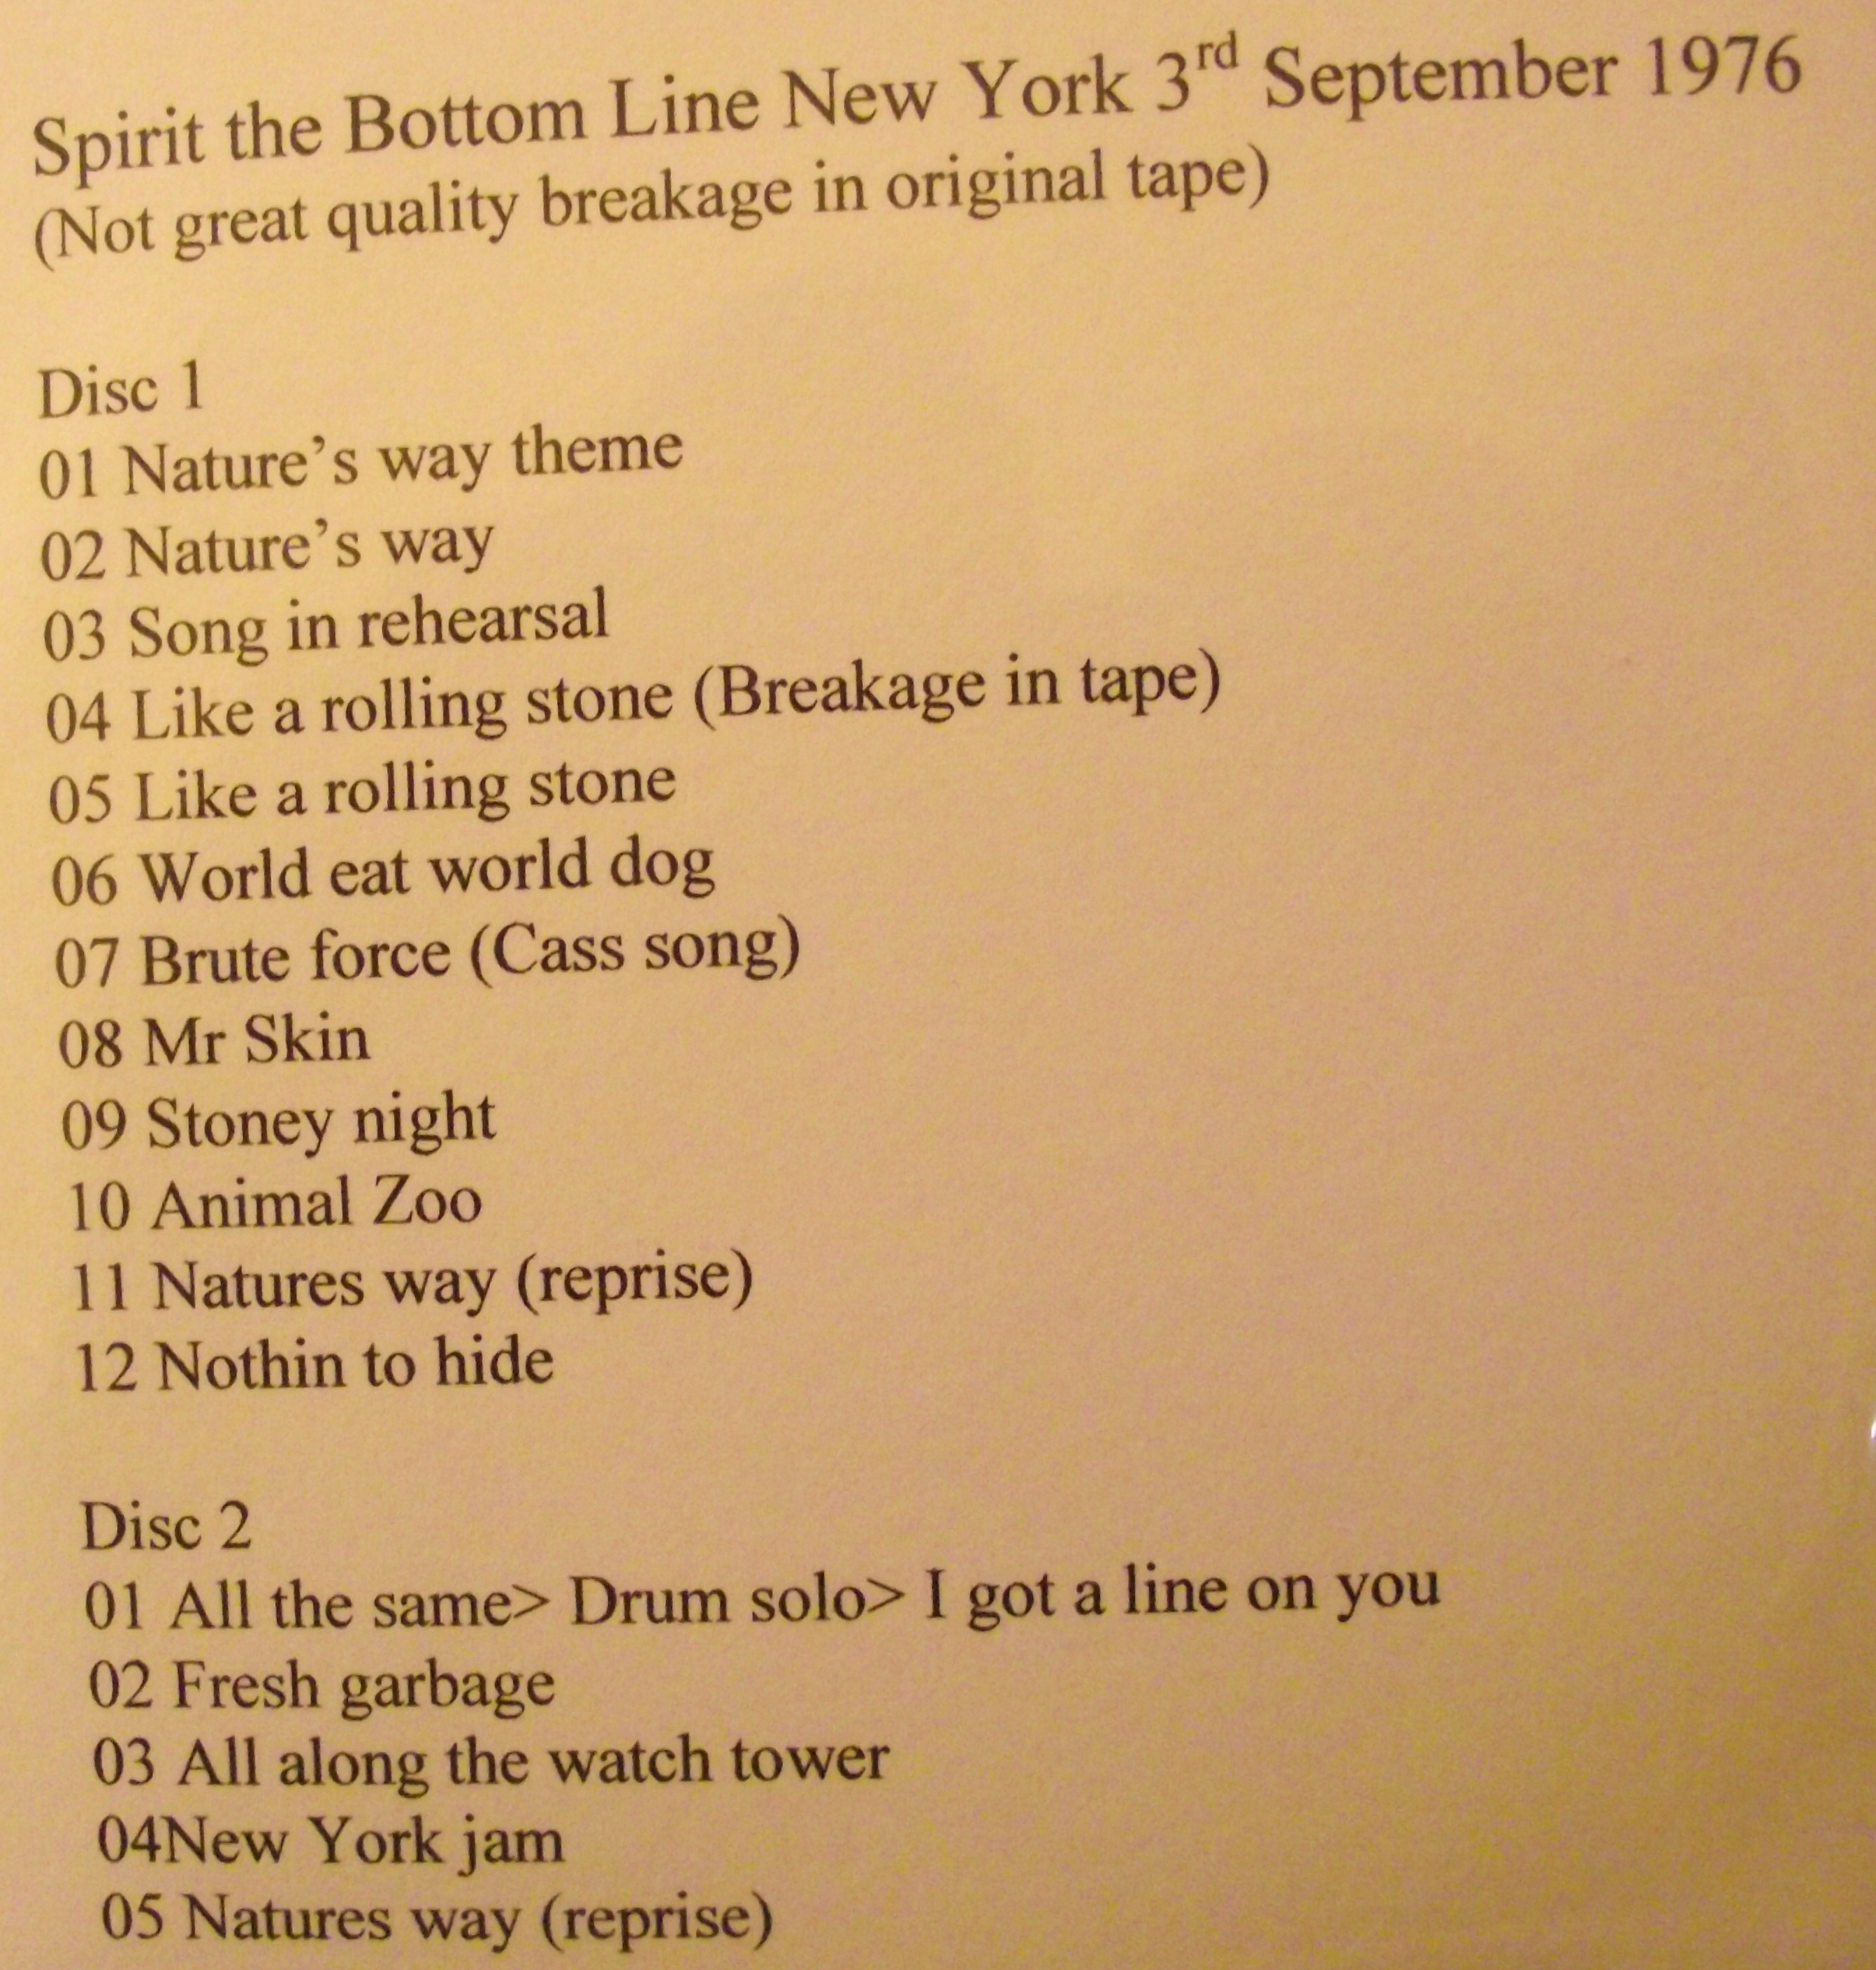 Spirit the Bottom Line New York 3rd September 1976
(Not great quality breakage in original tape)
Disc 1
01 Nature’s way theme
02 Nature’s way
03 Song in rehearsal
04 Like a rolling stone (Breakage in tape)
05 Like a rolling stone
06 World eat world dog
07 Brute force (Cass song)
08 Mr Skin
09 Stoney night
10 Animal Zoo
11 Natures way (reprise)
12 Nothin to hide
Disc 2
01 All the same> Drum solo> I got a line on you
02 Fresh garbage
03 All along the watch tower
04New York jam
05 Natures way (reprise)